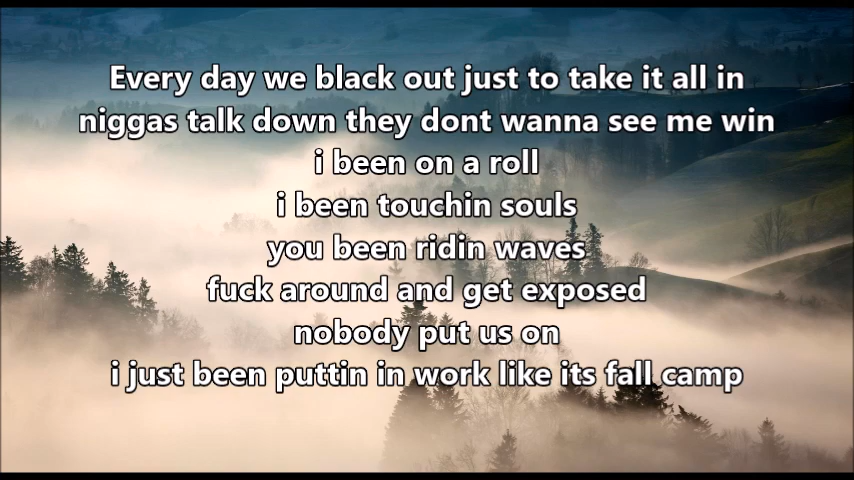 Every day we black out just to take it all in
niggas talk down they dont wanna see me win
i been on a roll
i been touchin souls
you been ridin waves
fuck around and get exposed
nobody put us on
i just been puttin in work like its fall camp